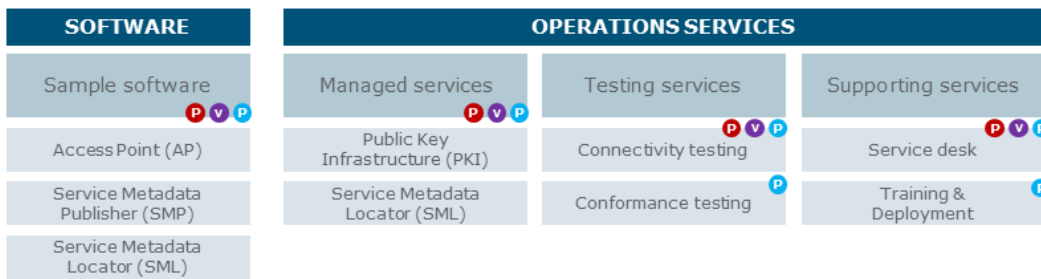 SOFTWARE
OPERATIONS SERVICES
Sample software
P V P
Managed services
P V P
Testing services
Supporting services
Access Point (AP)
Public Key
Infrastructure (PKI)
P V P
Connectivity testing
P V P
Service desk
Service Metadata
Publisher (SMP)
Service Metadata
Locator (SML)
P
Conformance testing
P
Training &
Deployment
Service Metadata
Locator (SML)